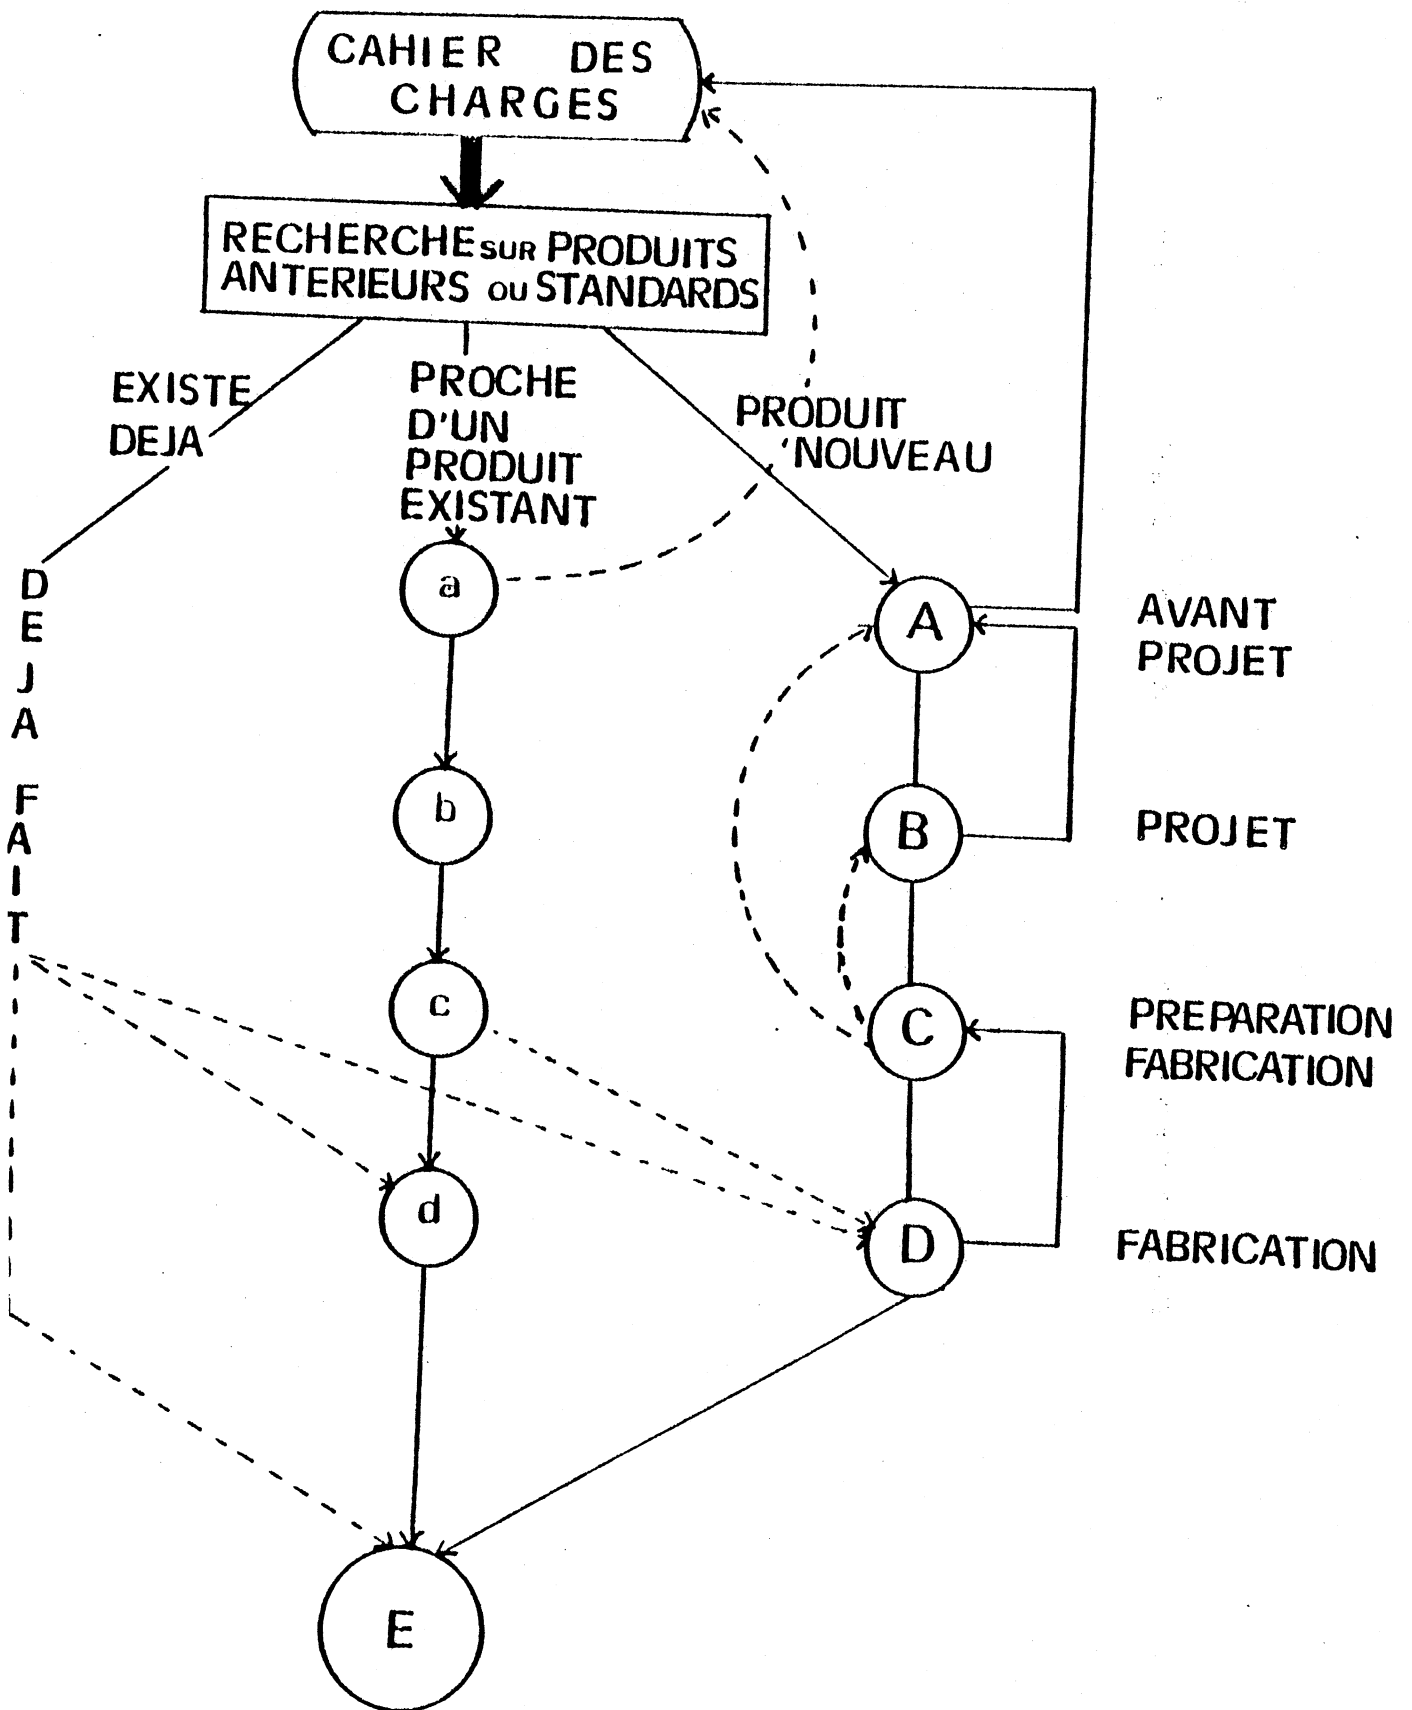 CAHIER DES
CHARGES
RECHERCHE SUR PRODUITS
ANTERIEURS OU STANDARDS
EXISTE
DEJA
PROCHE
D'UN
PRODUIT
EXISTANT
PRODUIT
'NOUVEAU
DEJA FAIT
a
A
AVANT
PROJET
b
B
PROJET
c
C
PREPARATION
FABRICATION
d
D
FABRICATION
E